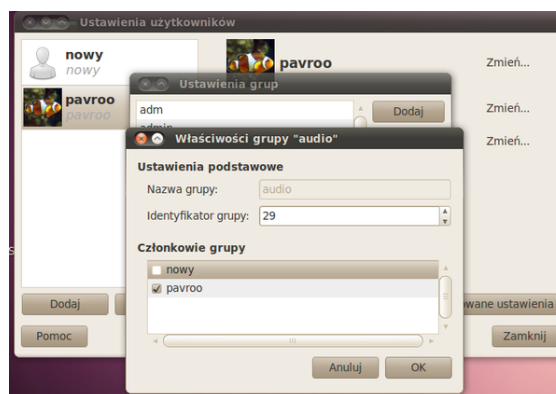 Ustawienia użytkowników
nowy
nowy
pavroo
Zmień...
pavroo
pavroo
Zmień...
Zmień...
Ustawienia grup
adm
Dodaj
Właściwości grupy "audio"
Ustawienia podstawowe
Nazwa grupy: audio
Identyfikator grupy: 29
Członkowie grupy
nowy
pavroo
Anuluj
OK
Dodaj
wane ustawienia
Pomoc
Zamknij